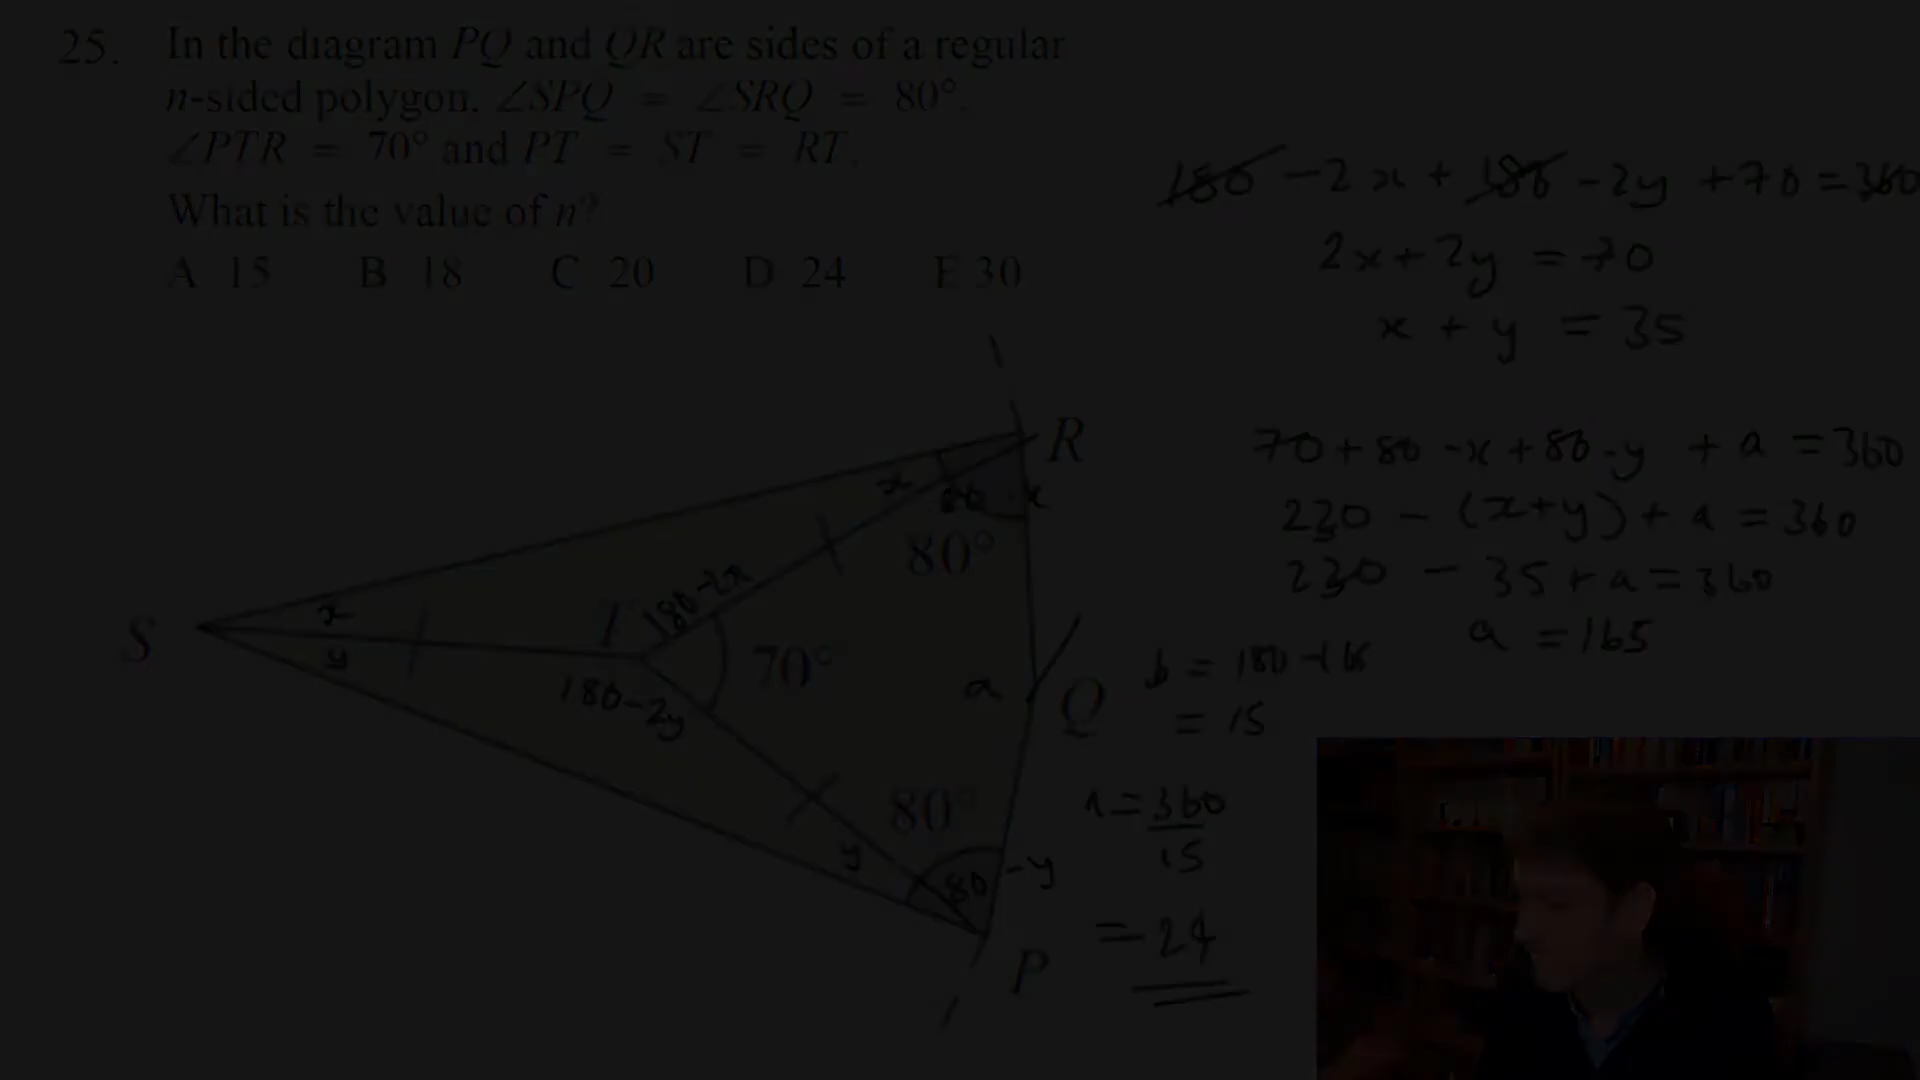 25. In the diagram PQ and QR are sides of a regular
n-sided polygon, ∠SPQ = ∠SRQ = 80°,
∠PTR = 70° and PT = ST = RT.
What is the value of n?
A 15 B 18 C 20 D 24 E 30
180 - 2x + 180 - 2y + 70 = 360
2x + 2y = 70
x + y = 35
R
x
80 - x
80°
70 + 80 - x + 80 - y + a = 360
230 - (x+y) + a = 360
230 - 35 + a = 360
a = 165
S
x
y
T
180-2x
70°
180-2y
a
Q
b = 180 - 165
= 15
80°
y
80 - y
P
n = 360
15
= 24